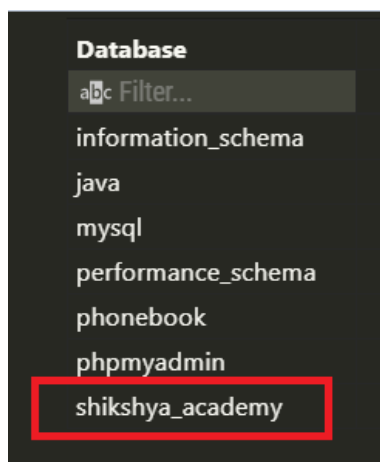 Database
abc Filter...
information_schema
java
mysql
performance_schema
phonebook
phpmyadmin
shikshya_academy